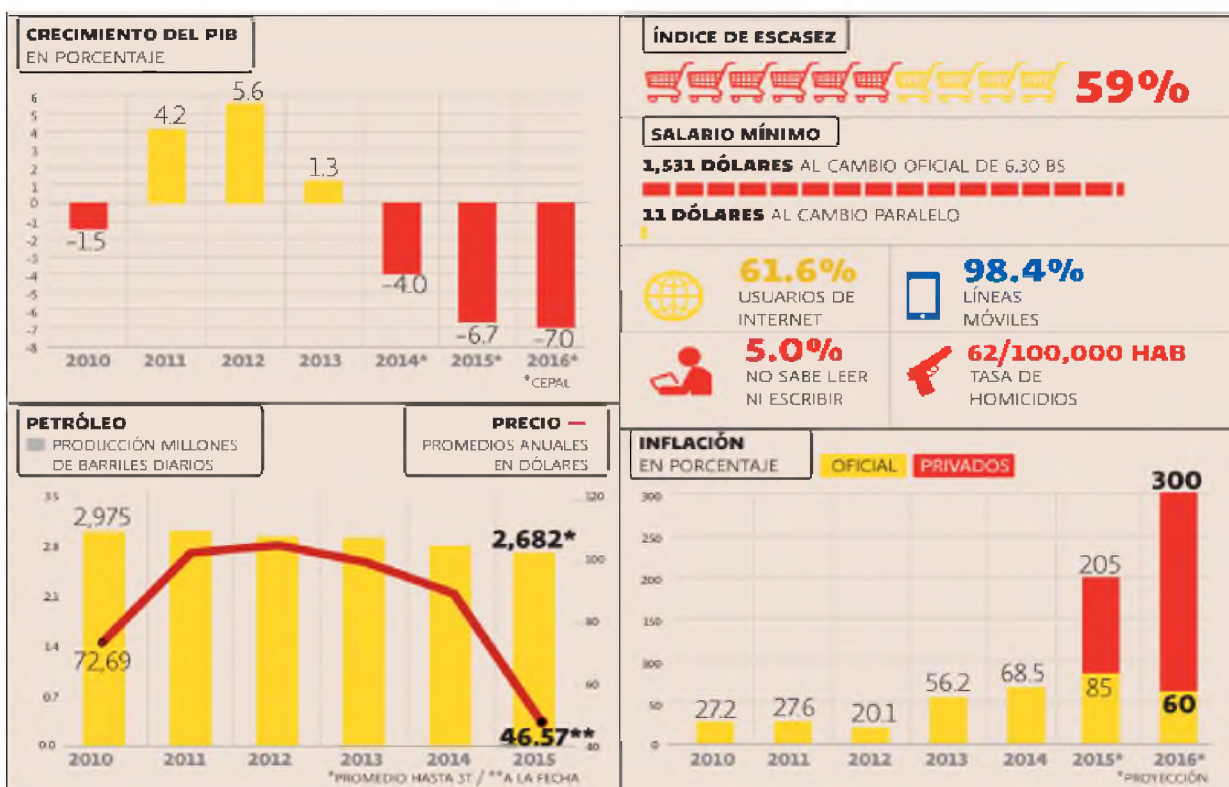 CRECIMIENTO DEL PIB
EN PORCENTAJE
6
5
4
3
2
1
0
-1
-2
-3
-4
-5
-6
-7
-8
-1.5
4.2
5.6
1.3
-4.0
-6.7
-7.0
2010 2011 2012 2013 2014* 2015* 2016*
*CEPAL
ÍNDICE DE ESCASEZ
59%
SALARIO MÍNIMO
1,531 DÓLARES AL CAMBIO OFICIAL DE 6.30 BS
11 DÓLARES AL CAMBIO PARALELO
61.6%
USUARIOS DE
INTERNET
98.4%
LÍNEAS
MÓVILES
5.0%
NO SABE LEER
NI ESCRIBIR
62/100,000 HAB
TASA DE
HOMICIDIOS
PETRÓLEO
PRODUCCIÓN MILLONES
DE BARRILES DIARIOS
PRECIO
PROMEDIOS ANUALES
EN DÓLARES
3.5
2.8
2.1
1.4
0.7
0.0
120
100
80
60
40
2,975
2,682*
72,69
46.57**
2010 2011 2012 2013 2014 2015
*PROMEDIO HASTA 3T / **A LA FECHA
INFLACIÓN
EN PORCENTAJE
OFICIAL PRIVADOS
300
250
200
150
100
50
0
27.2
27.6
20.1
56.2
68.5
205
85
300
60
2010 2011 2012 2013 2014 2015* 2016*
*PROYECCIÓN